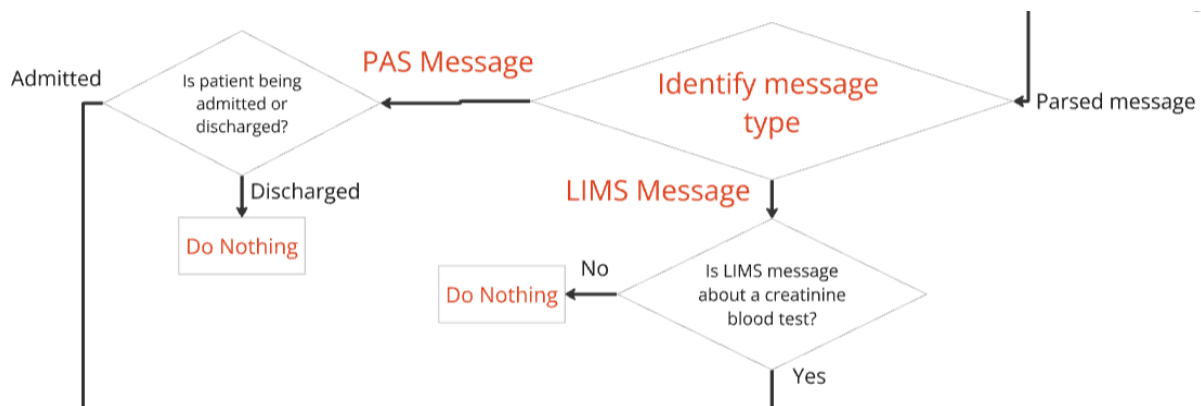 Admitted
Is patient being
admitted or
discharged?
PAS Message
Identify message
type
Parsed message
Discharged
LIMS Message
Do Nothing
Do Nothing
No
Is LIMS message
about a creatinine
blood test?
Yes